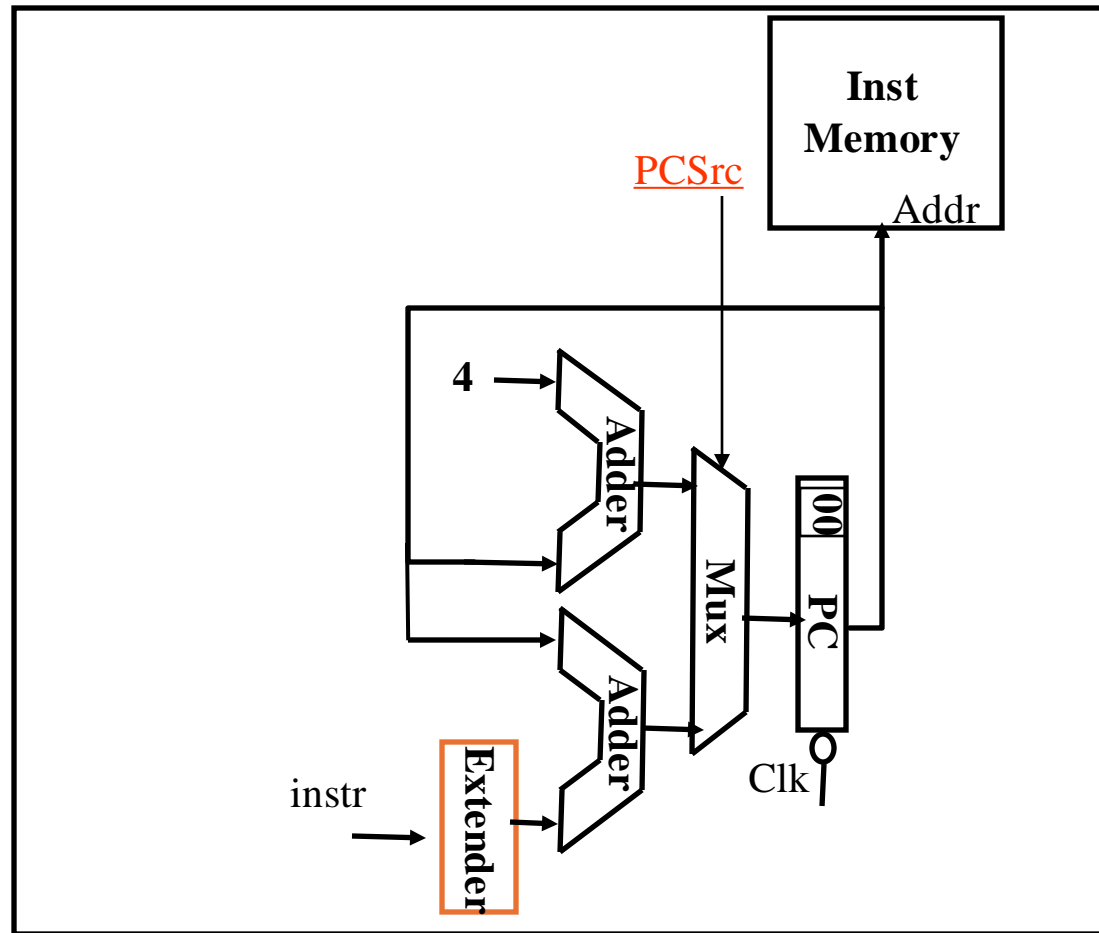 Inst
Memory
Addr
PCSrc
4
Adder
Mux
00
PC
Adder
Extender
instr
Clk